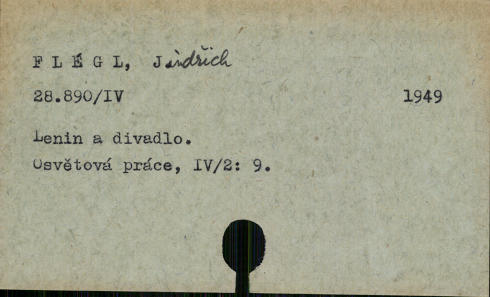 F L É G L, Jindřich
28.890/IV 1949
Lenin a divadlo.
Osvětová práce, IV/2: 9.